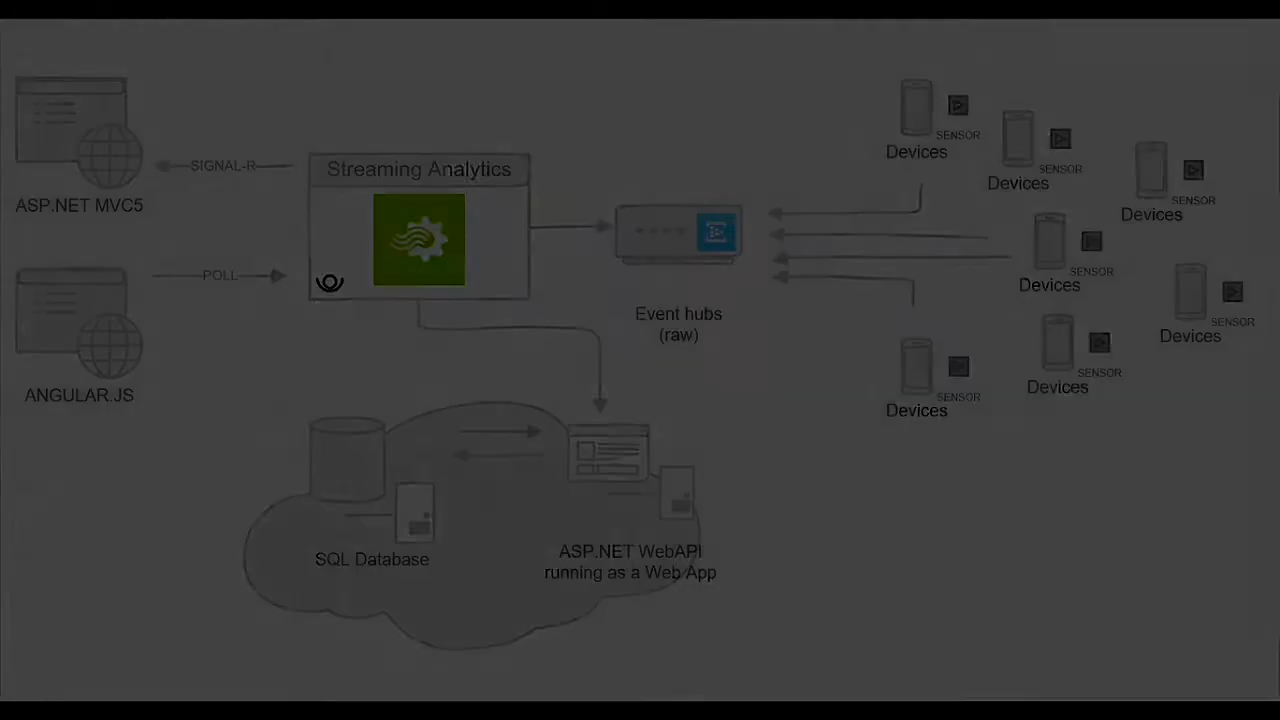 ASP.NET MVC5
SIGNAL-R
Streaming Analytics
POLL
ANGULAR.JS
Event hubs
(raw)
SENSOR
Devices
SENSOR
Devices
SENSOR
Devices
SENSOR
Devices
SENSOR
Devices
SENSOR
Devices
SENSOR
Devices
SQL Database
ASP.NET WebAPI
running as a Web App